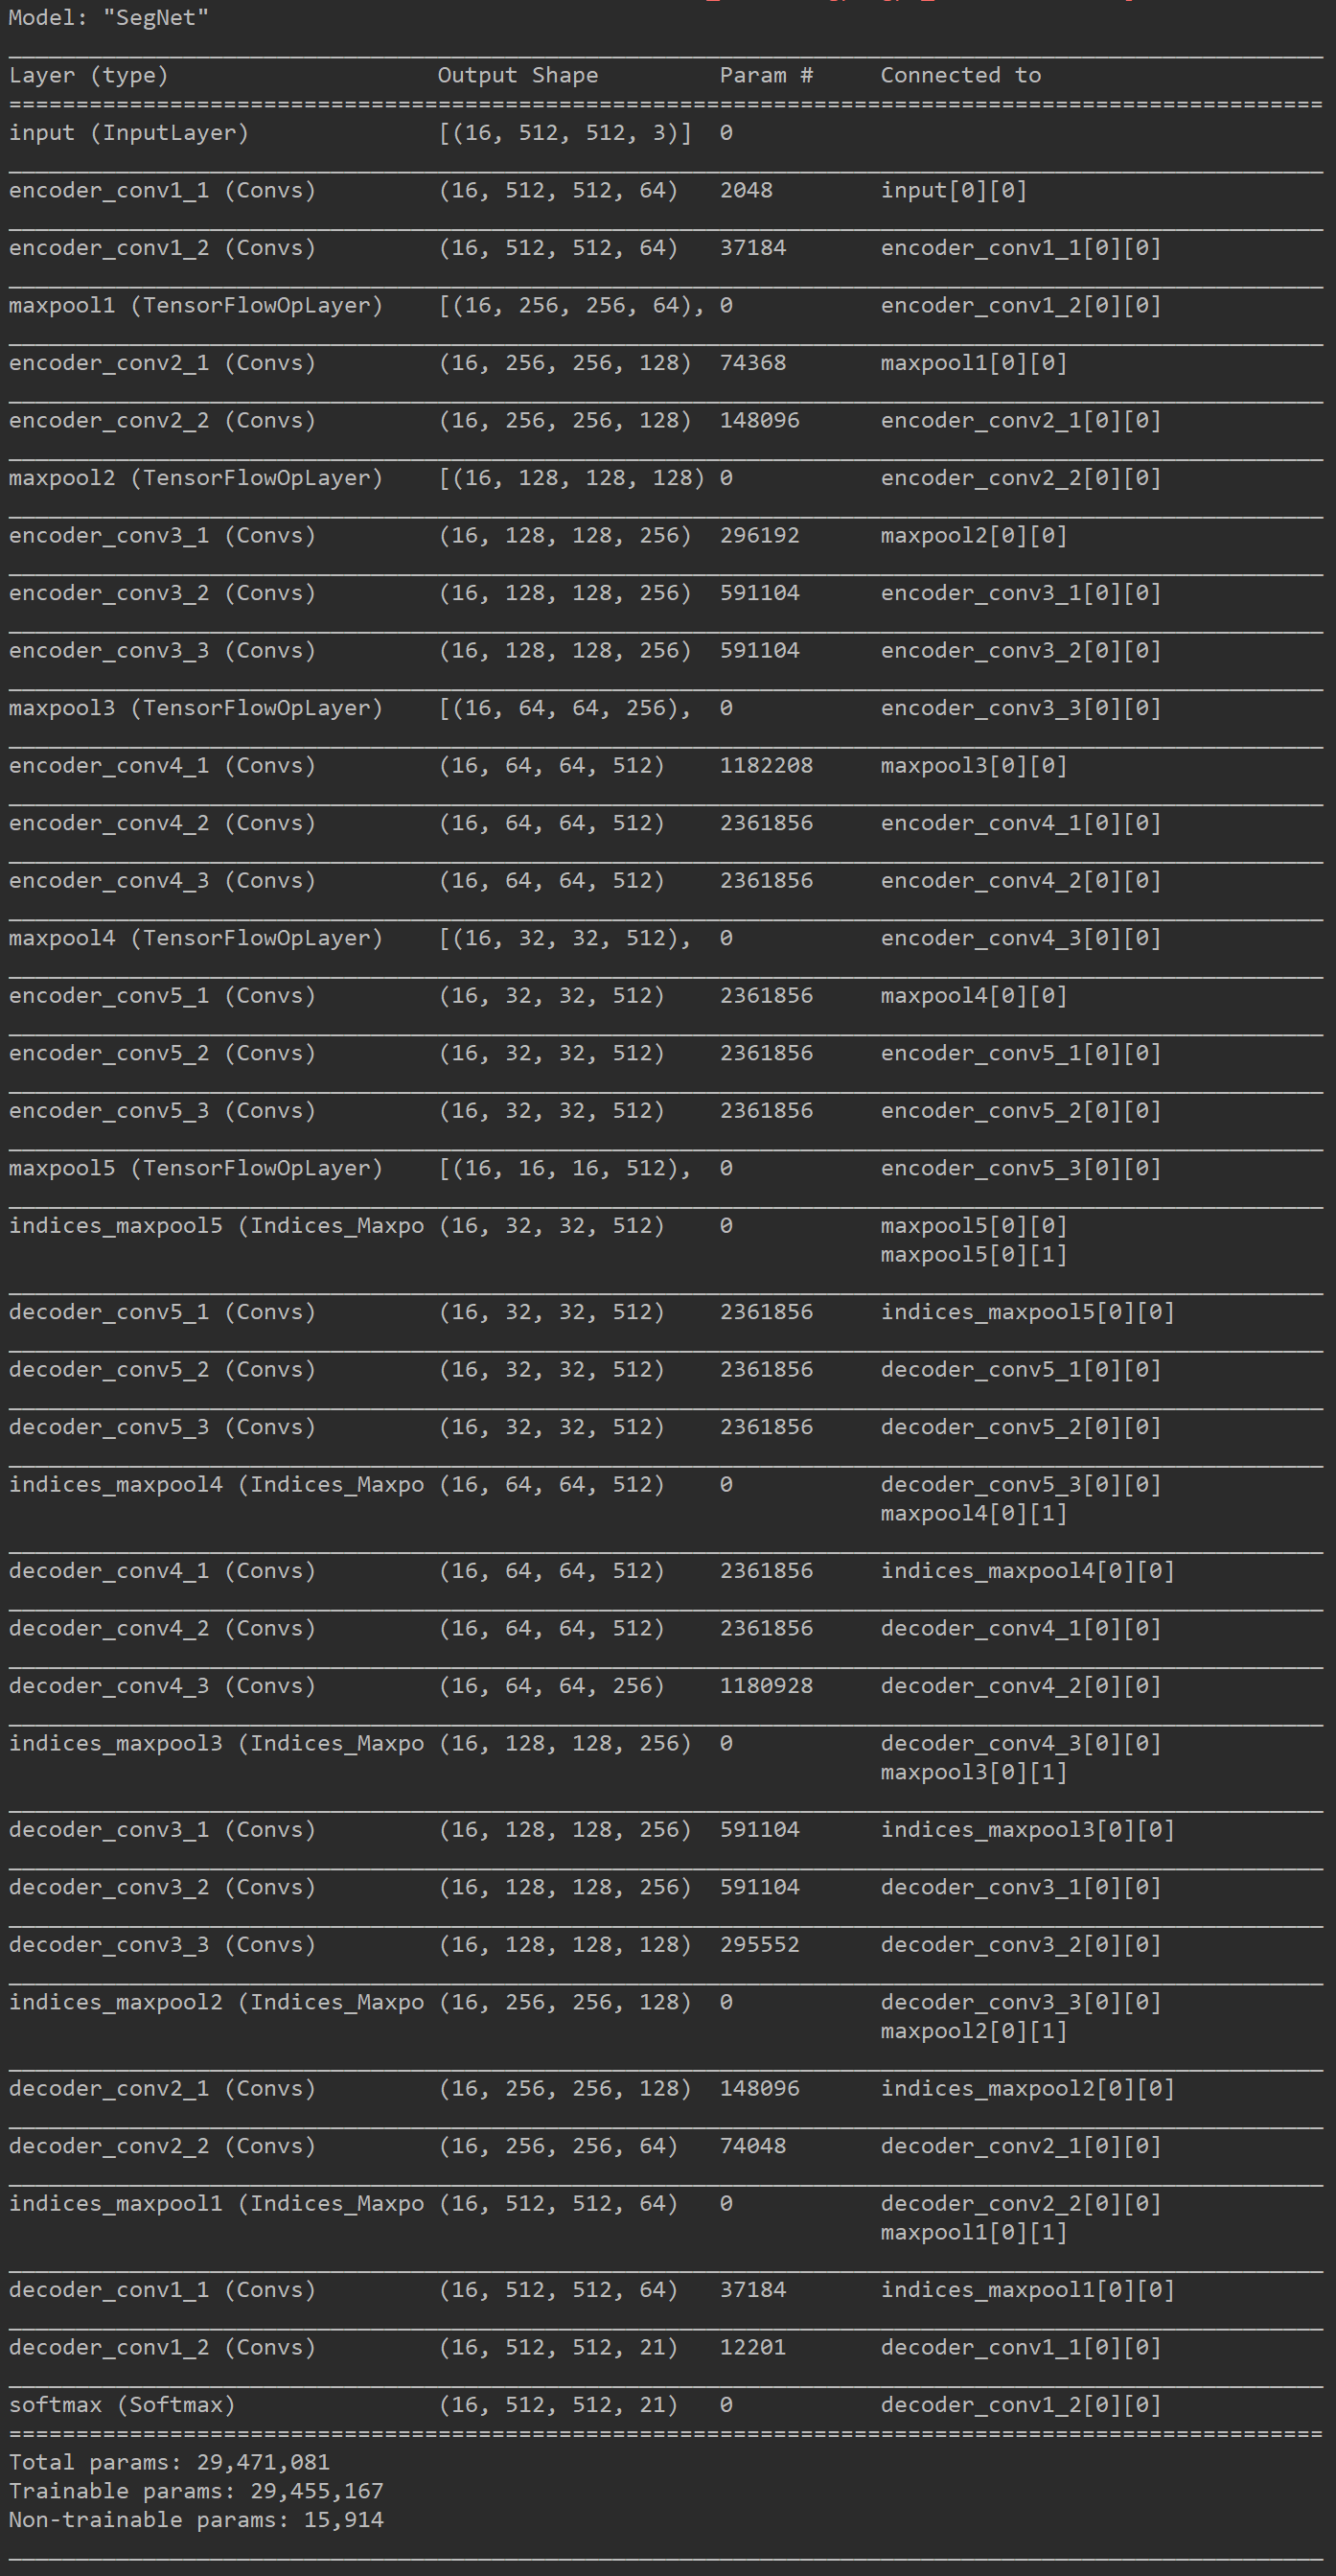 Model: "SegNet"
Layer (type) Output Shape Param # Connected to
input (InputLayer) [(16, 512, 512, 3)] 0
encoder_conv1_1 (Convs) (16, 512, 512, 64) 2048 input[0][0]
encoder_conv1_2 (Convs) (16, 512, 512, 64) 37184 encoder_conv1_1[0][0]
maxpool1 (TensorFlowOpLayer) [(16, 256, 256, 64), 0 encoder_conv1_2[0][0]
encoder_conv2_1 (Convs) (16, 256, 256, 128) 74368 maxpool1[0][0]
encoder_conv2_2 (Convs) (16, 256, 256, 128) 148096 encoder_conv2_1[0][0]
maxpool2 (TensorFlowOpLayer) [(16, 128, 128, 128) 0 encoder_conv2_2[0][0]
encoder_conv3_1 (Convs) (16, 128, 128, 256) 296192 maxpool2[0][0]
encoder_conv3_2 (Convs) (16, 128, 128, 256) 591104 encoder_conv3_1[0][0]
encoder_conv3_3 (Convs) (16, 128, 128, 256) 591104 encoder_conv3_2[0][0]
maxpool3 (TensorFlowOpLayer) [(16, 64, 64, 256), 0 encoder_conv3_3[0][0]
encoder_conv4_1 (Convs) (16, 64, 64, 512) 1182208 maxpool3[0][0]
encoder_conv4_2 (Convs) (16, 64, 64, 512) 2361856 encoder_conv4_1[0][0]
encoder_conv4_3 (Convs) (16, 64, 64, 512) 2361856 encoder_conv4_2[0][0]
maxpool4 (TensorFlowOpLayer) [(16, 32, 32, 512), 0 encoder_conv4_3[0][0]
encoder_conv5_1 (Convs) (16, 32, 32, 512) 2361856 maxpool4[0][0]
encoder_conv5_2 (Convs) (16, 32, 32, 512) 2361856 encoder_conv5_1[0][0]
encoder_conv5_3 (Convs) (16, 32, 32, 512) 2361856 encoder_conv5_2[0][0]
maxpool5 (TensorFlowOpLayer) [(16, 16, 16, 512), 0 encoder_conv5_3[0][0]
indices_maxpool5 (Indices_Maxpo (16, 32, 32, 512) 0 maxpool5[0][0]
maxpool5[0][1]
decoder_conv5_1 (Convs) (16, 32, 32, 512) 2361856 indices_maxpool5[0][0]
decoder_conv5_2 (Convs) (16, 32, 32, 512) 2361856 decoder_conv5_1[0][0]
decoder_conv5_3 (Convs) (16, 32, 32, 512) 2361856 decoder_conv5_2[0][0]
indices_maxpool4 (Indices_Maxpo (16, 64, 64, 512) 0 decoder_conv5_3[0][0]
maxpool4[0][1]
decoder_conv4_1 (Convs) (16, 64, 64, 512) 2361856 indices_maxpool4[0][0]
decoder_conv4_2 (Convs) (16, 64, 64, 512) 2361856 decoder_conv4_1[0][0]
decoder_conv4_3 (Convs) (16, 64, 64, 256) 1180928 decoder_conv4_2[0][0]
indices_maxpool3 (Indices_Maxpo (16, 128, 128, 256) 0 decoder_conv4_3[0][0]
maxpool3[0][1]
decoder_conv3_1 (Convs) (16, 128, 128, 256) 591104 indices_maxpool3[0][0]
decoder_conv3_2 (Convs) (16, 128, 128, 256) 591104 decoder_conv3_1[0][0]
decoder_conv3_3 (Convs) (16, 128, 128, 128) 295552 decoder_conv3_2[0][0]
indices_maxpool2 (Indices_Maxpo (16, 256, 256, 128) 0 decoder_conv3_3[0][0]
maxpool2[0][1]
decoder_conv2_1 (Convs) (16, 256, 256, 128) 148096 indices_maxpool2[0][0]
decoder_conv2_2 (Convs) (16, 256, 256, 64) 74048 decoder_conv2_1[0][0]
indices_maxpool1 (Indices_Maxpo (16, 512, 512, 64) 0 decoder_conv2_2[0][0]
maxpool1[0][1]
decoder_conv1_1 (Convs) (16, 512, 512, 64) 37184 indices_maxpool1[0][0]
decoder_conv1_2 (Convs) (16, 512, 512, 21) 12201 decoder_conv1_1[0][0]
softmax (Softmax) (16, 512, 512, 21) 0 decoder_conv1_2[0][0]
Total params: 29,471,081
Trainable params: 29,455,167
Non-trainable params: 15,914